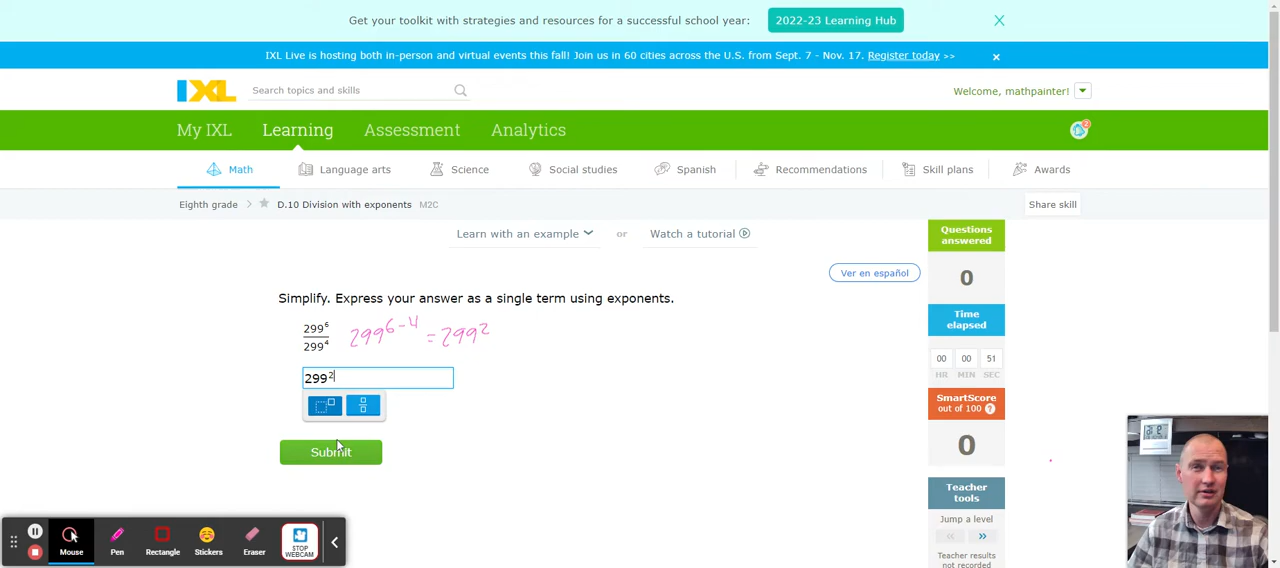 Get your toolkit with strategies and resources for a successful school year: 2022-23 Learning Hub
IXL Live is hosting both in-person and virtual events this fall! Join us in 60 cities across the U.S. from Sept. 7 - Nov. 17. Register today >>
IXL Search topics and skills Welcome, mathpainter!
My IXL Learning Assessment Analytics 2
Math Language arts Science Social studies Spanish Recommendations Skill plans Awards
Eighth grade > D.10 Division with exponents M2C Share skill
Learn with an example or Watch a tutorial
Ver en español
Simplify. Express your answer as a single term using exponents.
299⁶
299⁴
299⁶⁻⁴ = 299²
299²
Submit
Questions answered
0
Time elapsed
00 00 51
HR MIN SEC
SmartScore
out of 100 ?
0
Teacher tools
Jump a level
<< >>
Teacher results
not recorded
Mouse Pen Rectangle Stickers Eraser STOP WEBCAM